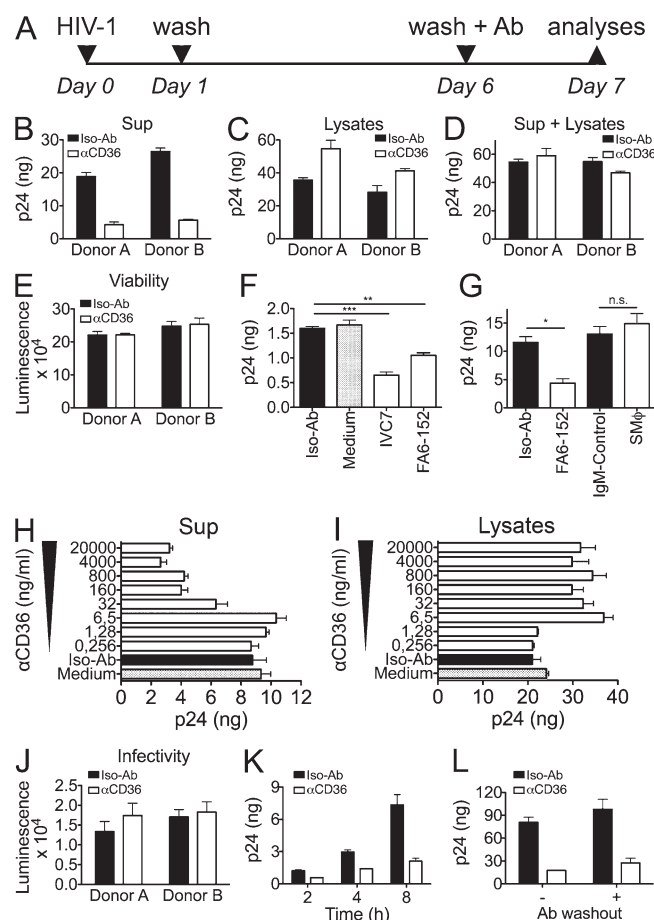 A HIV-1 wash wash + Ab analyses
Day 0 Day 1 Day 6 Day 7
B Sup
Iso-Ab
αCD36
p24 (ng)
30
20
10
0
Donor A Donor B
C Lysates
Iso-Ab
αCD36
p24 (ng)
60
40
20
0
Donor A Donor B
D Sup + Lysates
Iso-Ab
αCD36
p24 (ng)
60
40
20
0
Donor A Donor B
E Viability
Iso-Ab
αCD36
Luminescence
x 10⁴
30
20
10
0
Donor A Donor B
F
**
***
p24 (ng)
2.0
1.5
1.0
0.5
0.0
Iso-Ab
Medium
IVC7
FA6-152
G
n.s.
*
p24 (ng)
15
10
5
0
Iso-Ab
FA6-152
IgM-Control
SMϕ
H Sup
αCD36 (ng/ml)
20000
4000
800
160
32
6,5
1,28
0,256
Iso-Ab
Medium
0 2 4 6 8 10 12
p24 (ng)
I Lysates
αCD36 (ng/ml)
20000
4000
800
160
32
6,5
1,28
0,256
Iso-Ab
Medium
0 10 20 30 40
p24 (ng)
J Infectivity
Iso-Ab
αCD36
Luminescence
x 10⁴
2.5
2.0
1.5
1.0
0.5
0.0
Donor A Donor B
K
Iso-Ab
αCD36
p24 (ng)
9
6
3
0
2 4 8
Time (h)
L
Iso-Ab
αCD36
p24 (ng)
120
90
60
30
0
- +
Ab washout